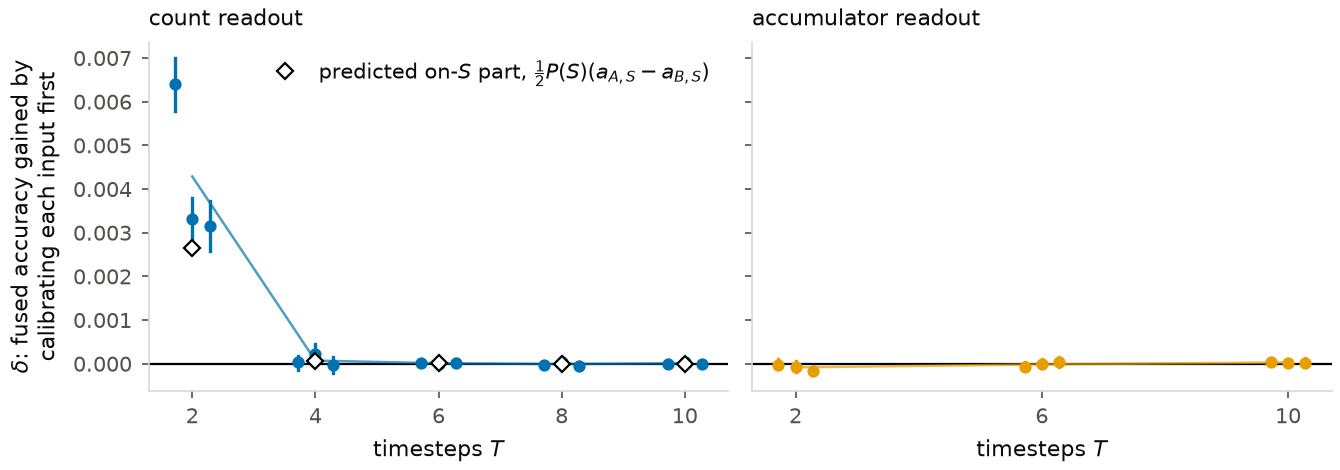 count readout
accumulator readout
δ: fused accuracy gained by
calibrating each input first
0.007
0.006
0.005
0.004
0.003
0.002
0.001
0.000
predicted on-S part, ½P(S)(a_{A,S} − a_{B,S})
2
4
6
8
10
timesteps T
2
6
10
timesteps T